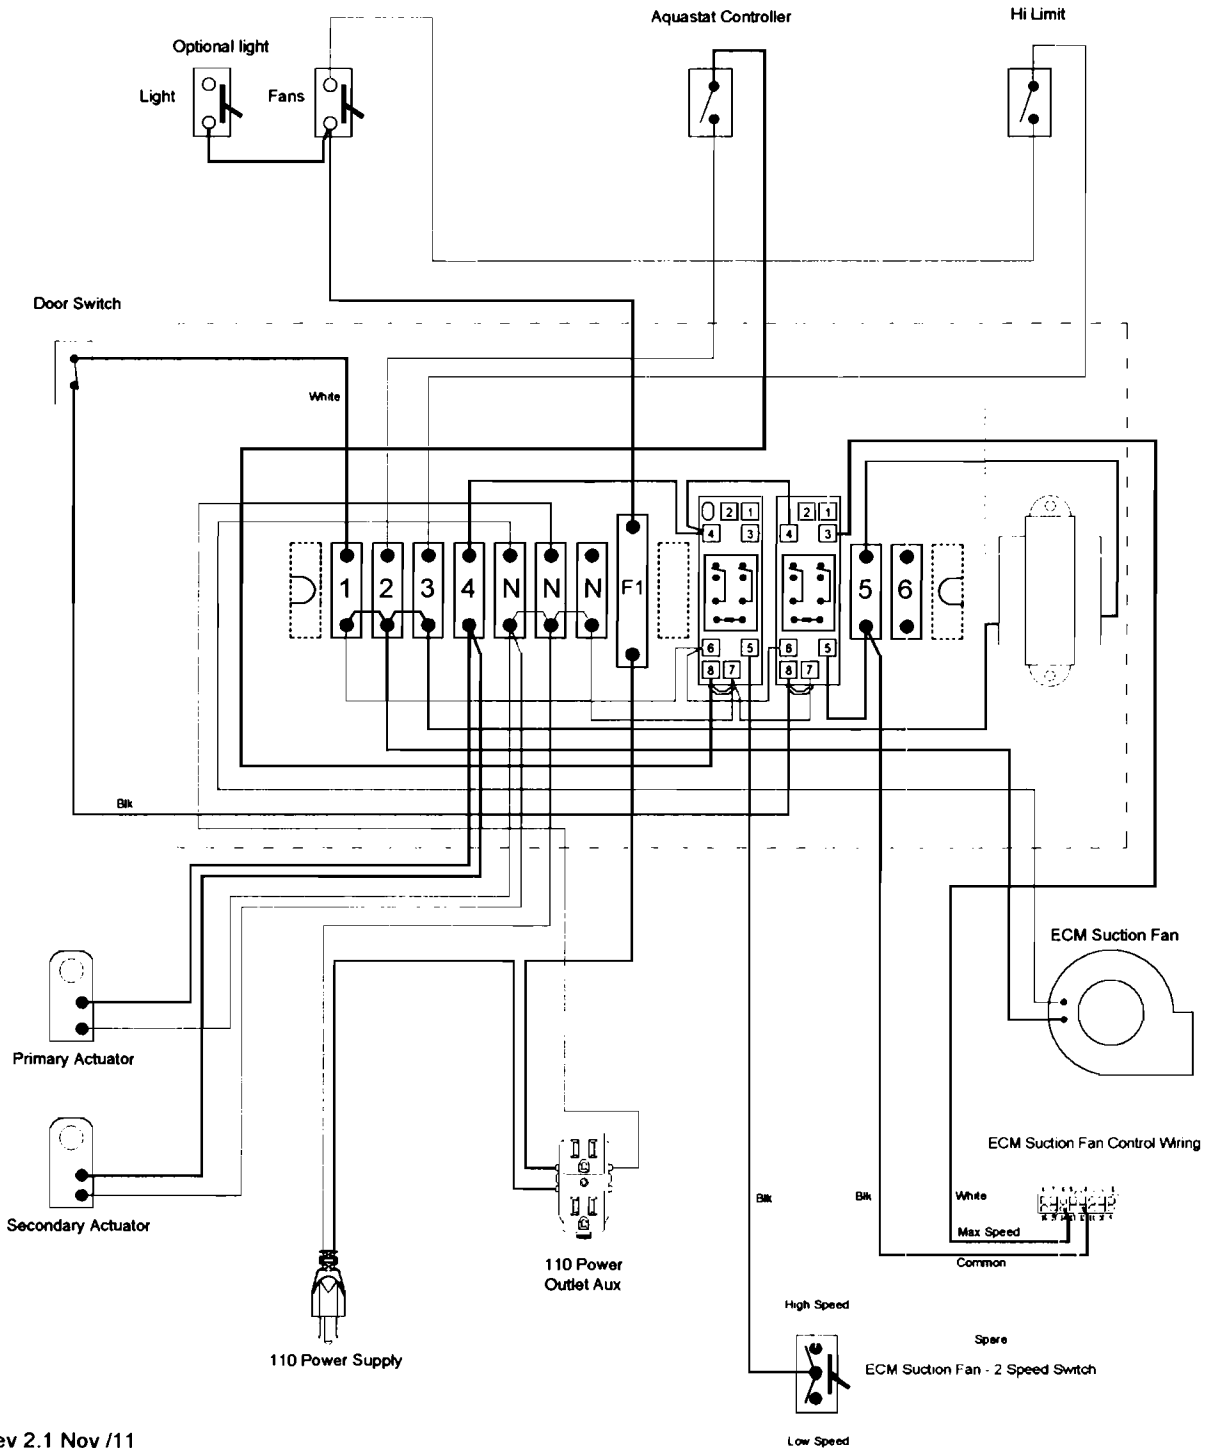 Aquastat Controller
Hi Limit
Optional light
Light
Fans
Door Switch
White
2 1
2 1
4 3
4 3
1 2 3 4 N N N F1 5 6
6 5
6 5
8 7
8 7
Blk
ECM Suction Fan
Primary Actuator
ECM Suction Fan Control Wiring
Blk
Blk
White
Secondary Actuator
Max Speed
Common
110 Power
Outlet Aux
High Speed
Spare
110 Power Supply
ECM Suction Fan - 2 Speed Switch
ev 2.1 Nov /11
Low Speed